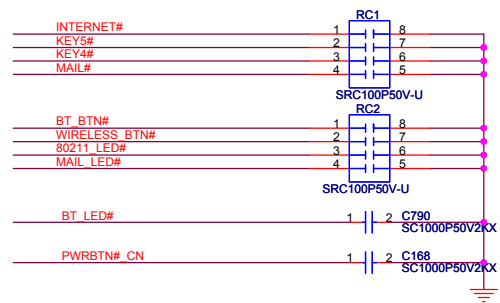 RC1
INTERNET# 1 8
KEY5# 2 7
KEY4# 3 6
MAIL# 4 5
SRC100P50V-U
RC2
BT_BTN# 1 8
WIRELESS_BTN# 2 7
80211_LED# 3 6
MAIL_LED# 4 5
SRC100P50V-U
BT_LED# 1 2 C790
SC1000P50V2KX
PWRBTN#_CN 1 2 C168
SC1000P50V2KX